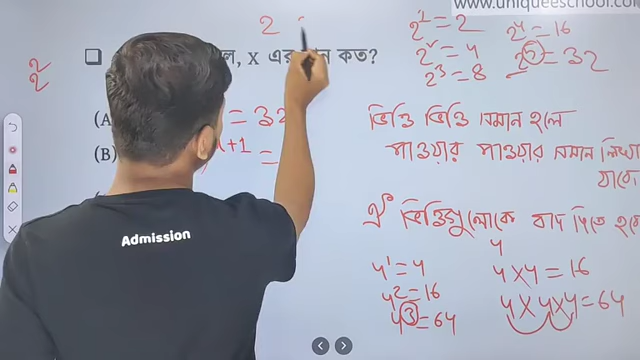 www.uniqueeschool.com
2
❑ x এর কত?
(A) = 32
(B) x+1 =
2
2
2¹ = 2
2² = 4
2³ = 8
2⁴ = 16
2⁵ = 32
ভিত্তি ভিত্তি সমান হলে
পাওয়ার পাওয়ার সমান লিখা
যাবে
ঐ ভিত্তিগুলোকে বাদ দিতে হবে
4
4¹ = 4
4² = 16
4³ = 64
4 x 4 = 16
4 x 4 x 4 = 64
Admission